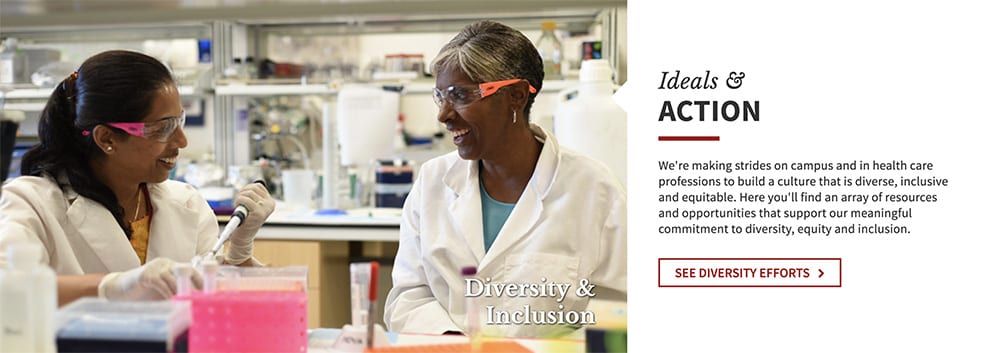 Diversity &
Inclusion
Ideals &
ACTION
We're making strides on campus and in health care
professions to build a culture that is diverse, inclusive
and equitable. Here you'll find an array of resources
and opportunities that support our meaningful
commitment to diversity, equity and inclusion.
SEE DIVERSITY EFFORTS